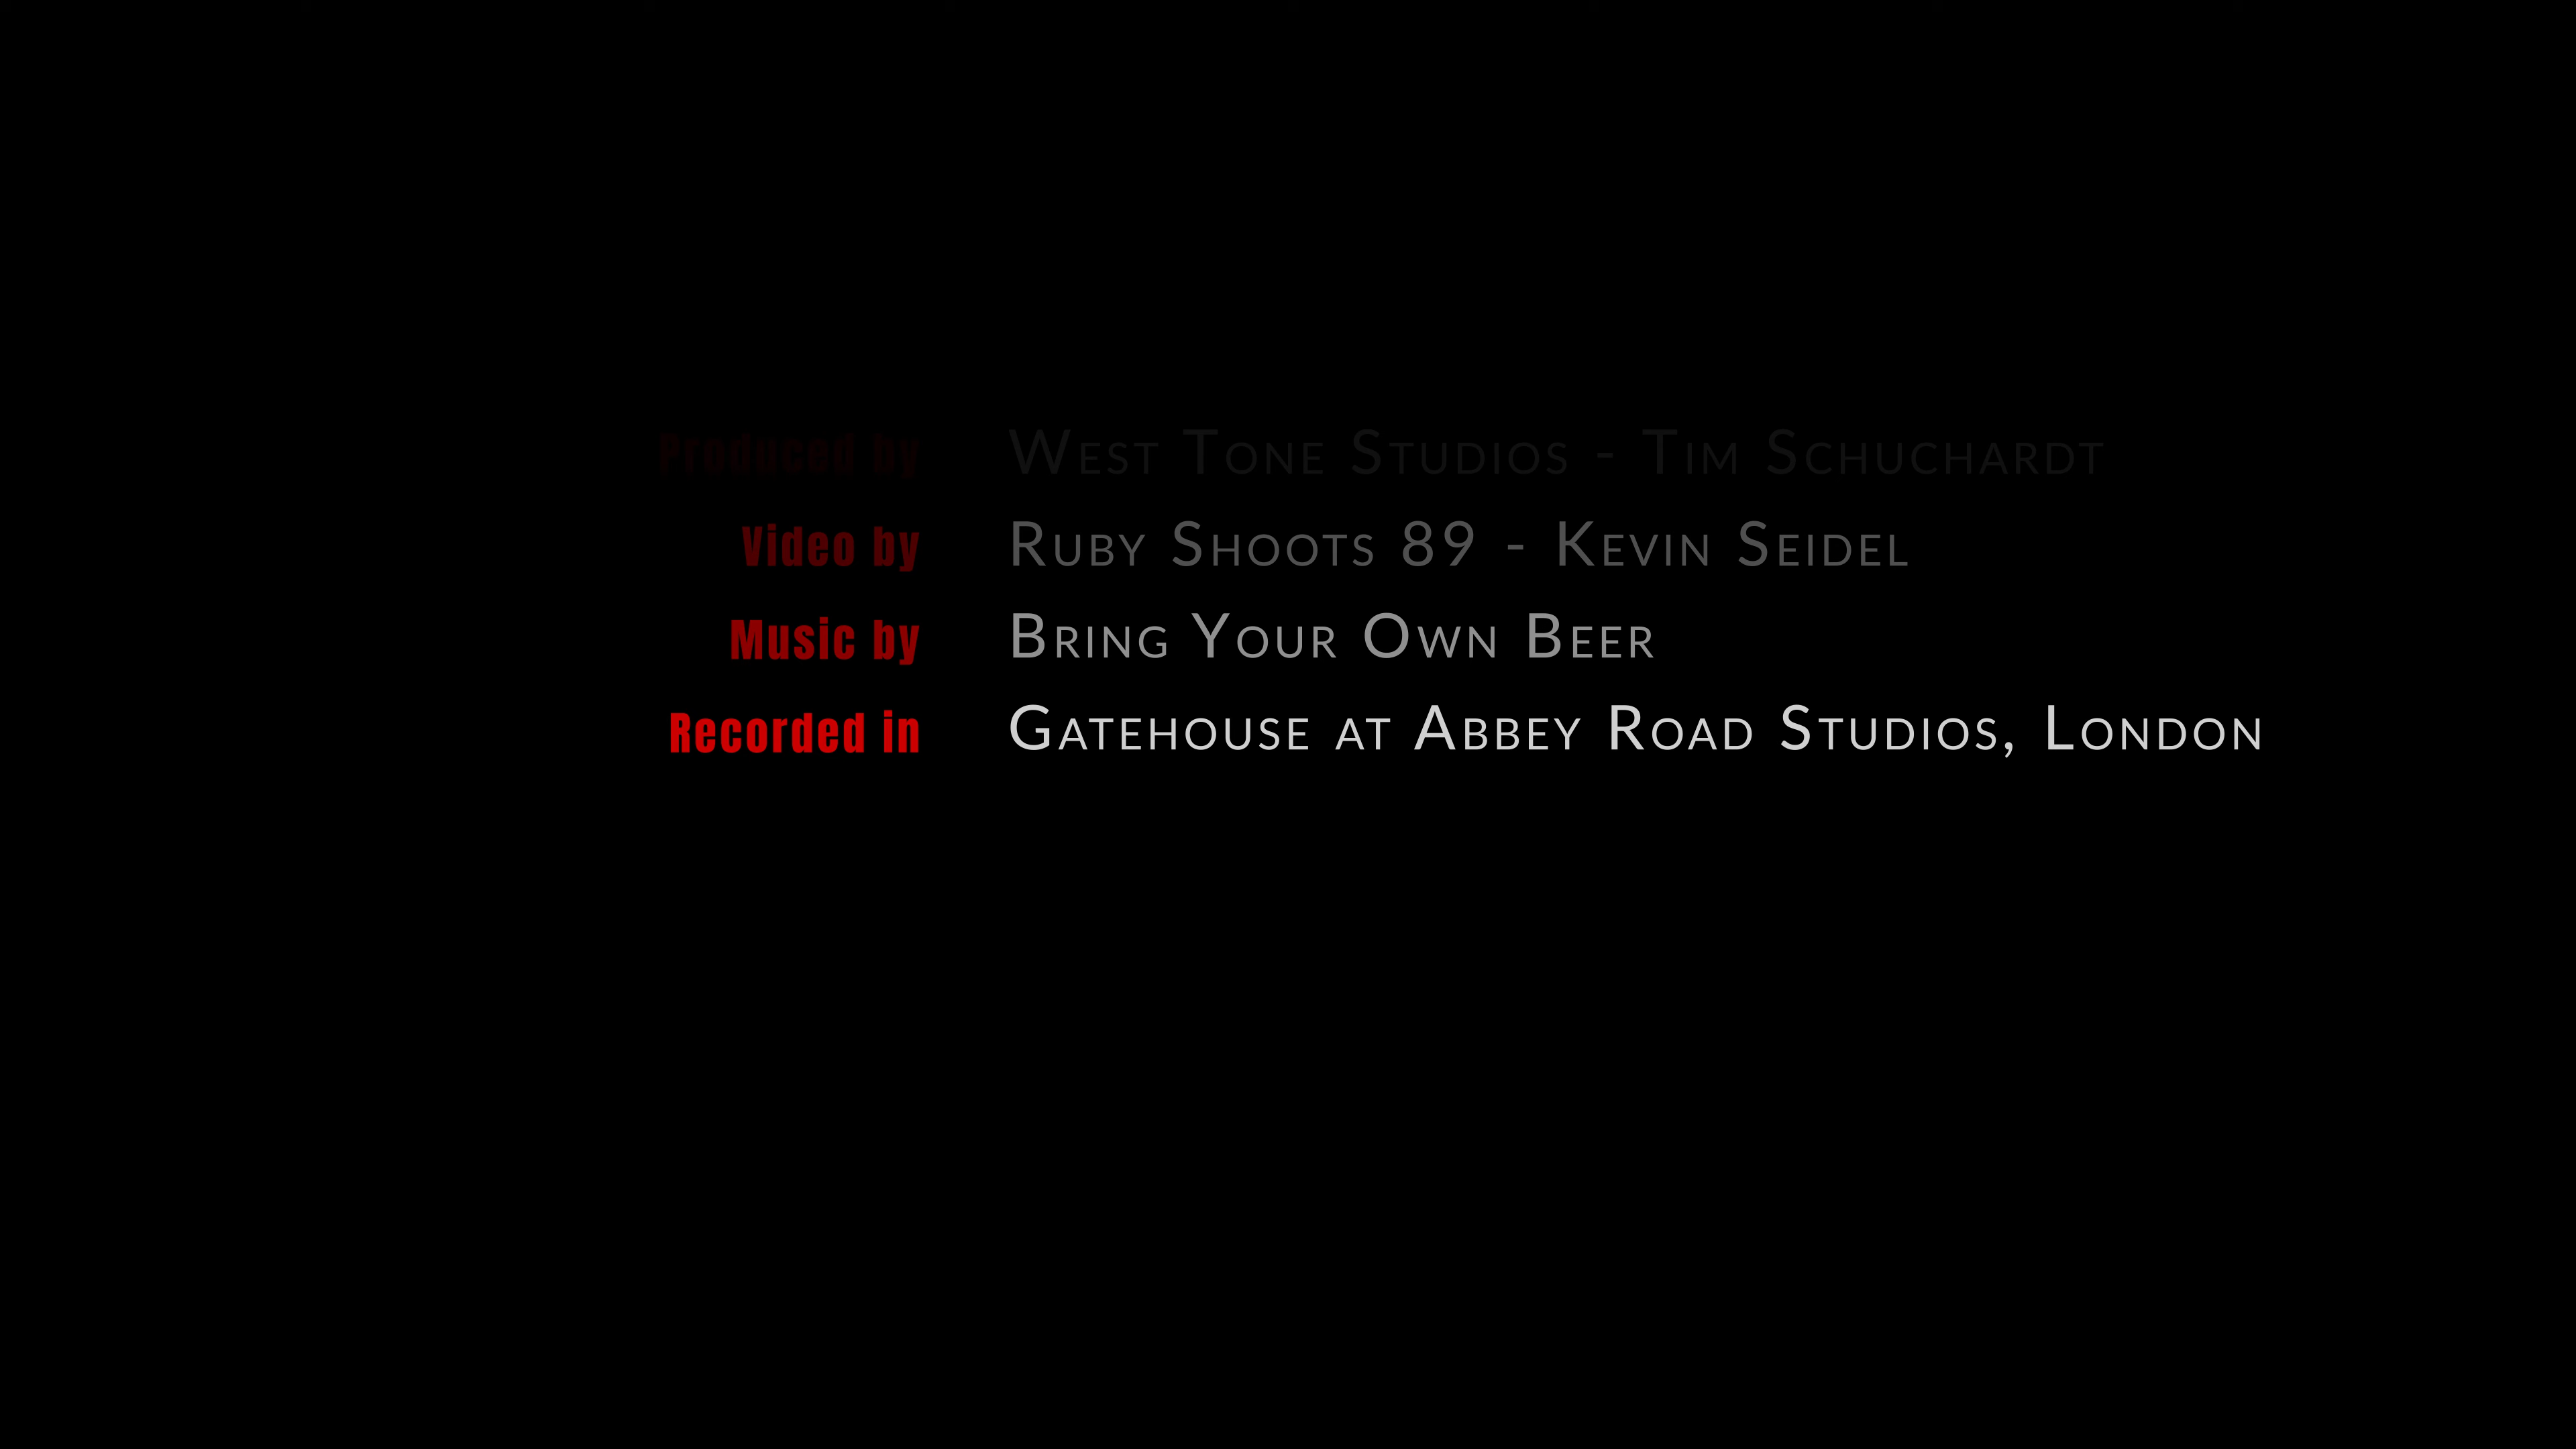 Produced by West Tone Studios - Tim Schuchardt
Video by Ruby Shoots 89 - Kevin Seidel
Music by Bring Your Own Beer
Recorded in Gatehouse at Abbey Road Studios, London